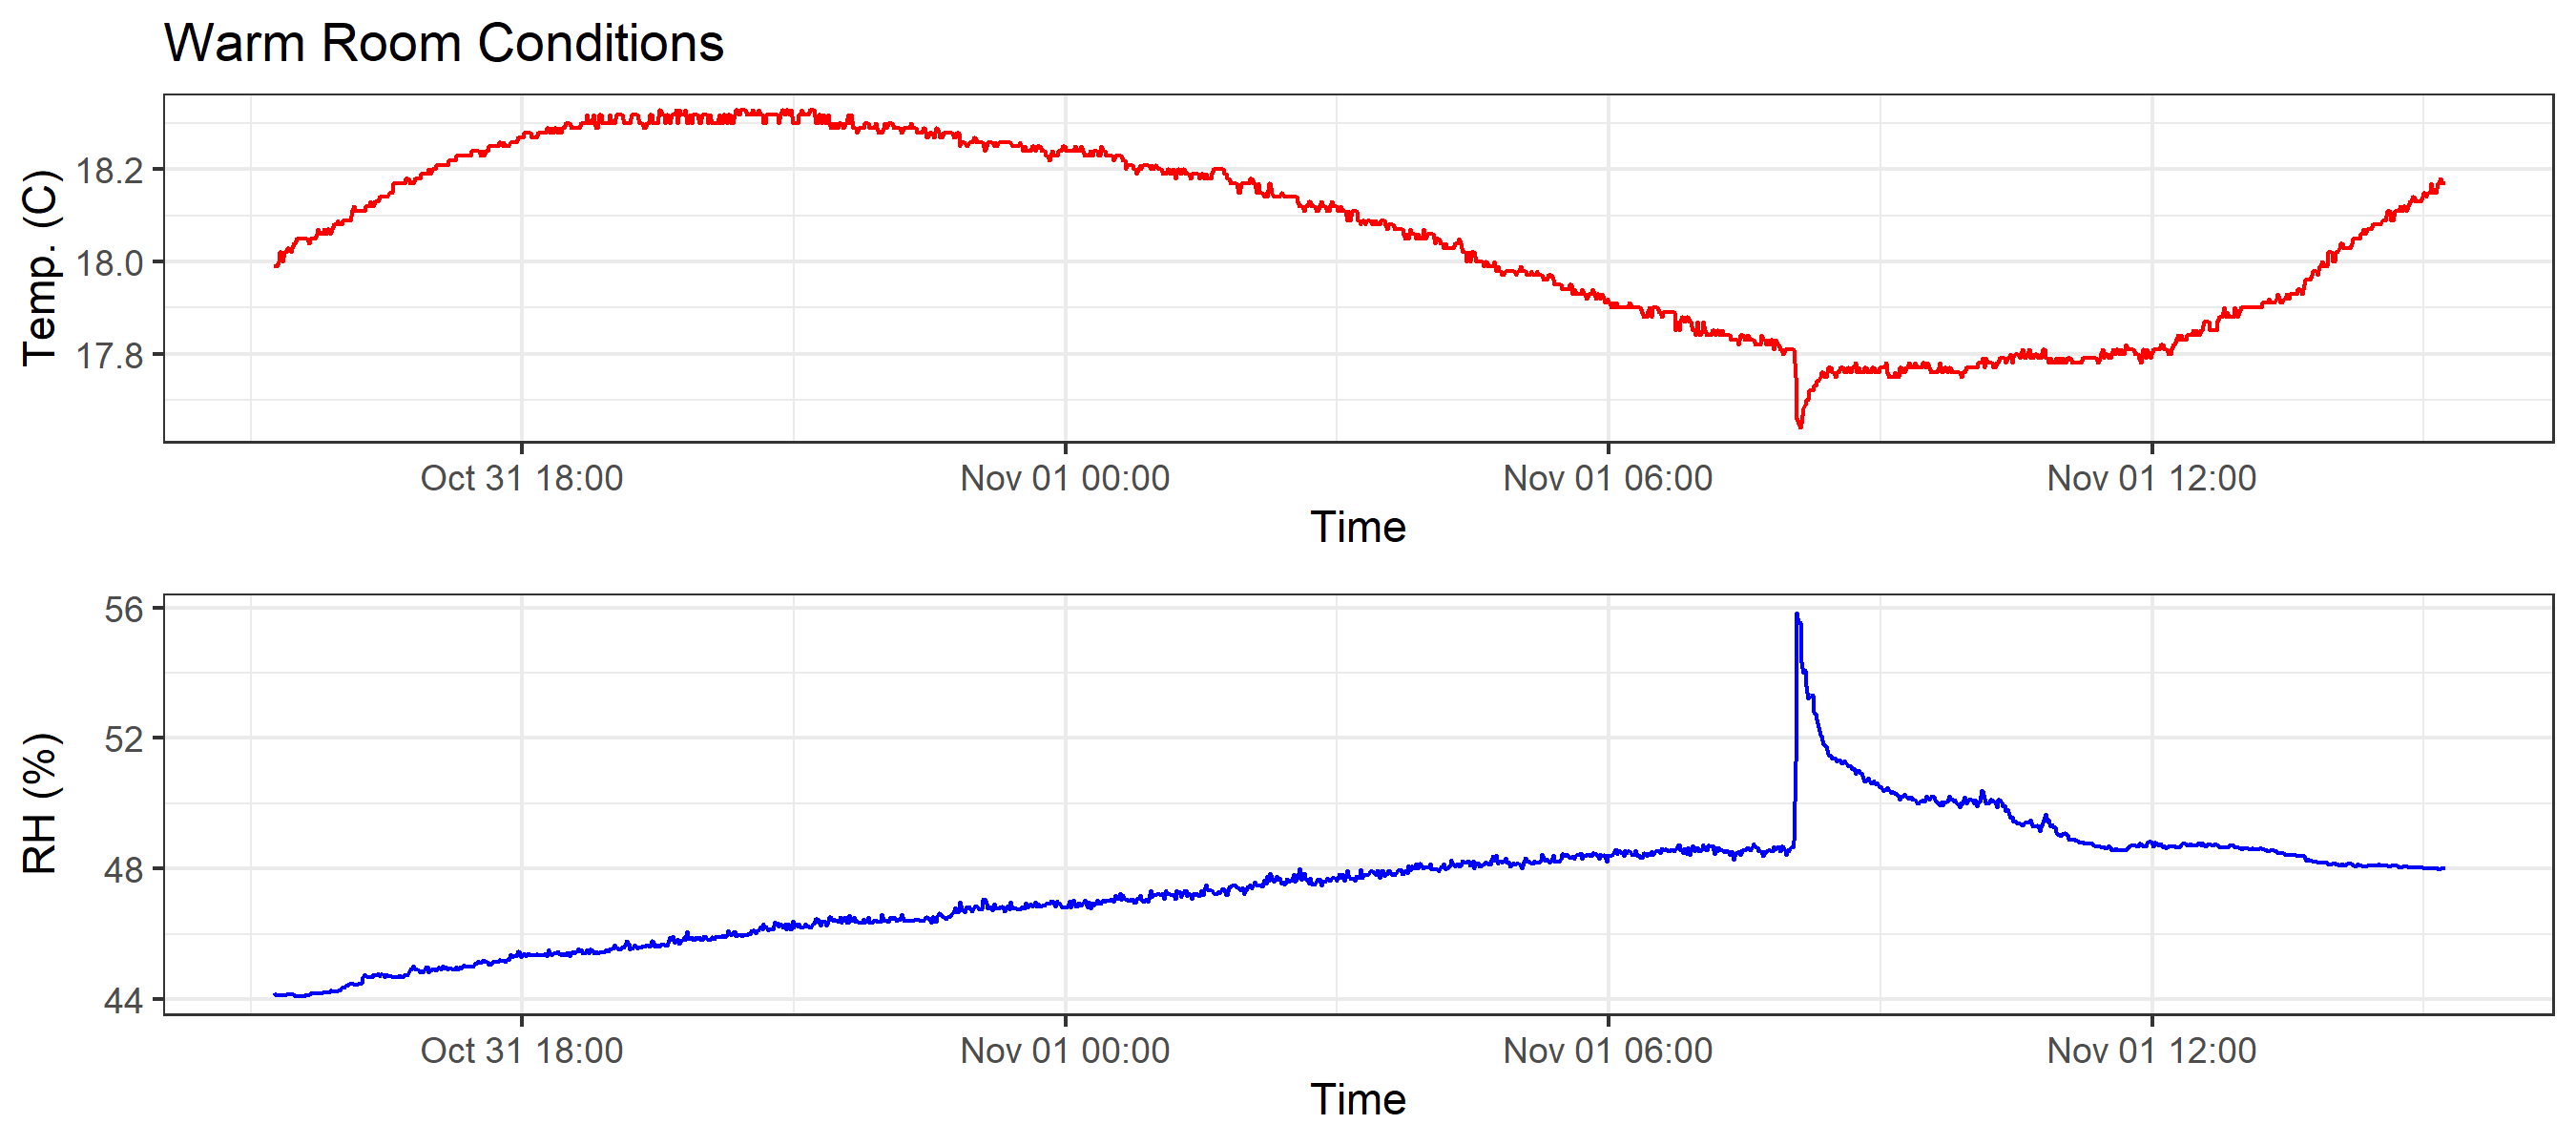 Warm Room Conditions
Temp. (C)
18.2
18.0
17.8
Oct 31 18:00 Nov 01 00:00 Nov 01 06:00 Nov 01 12:00
Time
RH (%)
56
52
48
44
Oct 31 18:00 Nov 01 00:00 Nov 01 06:00 Nov 01 12:00
Time